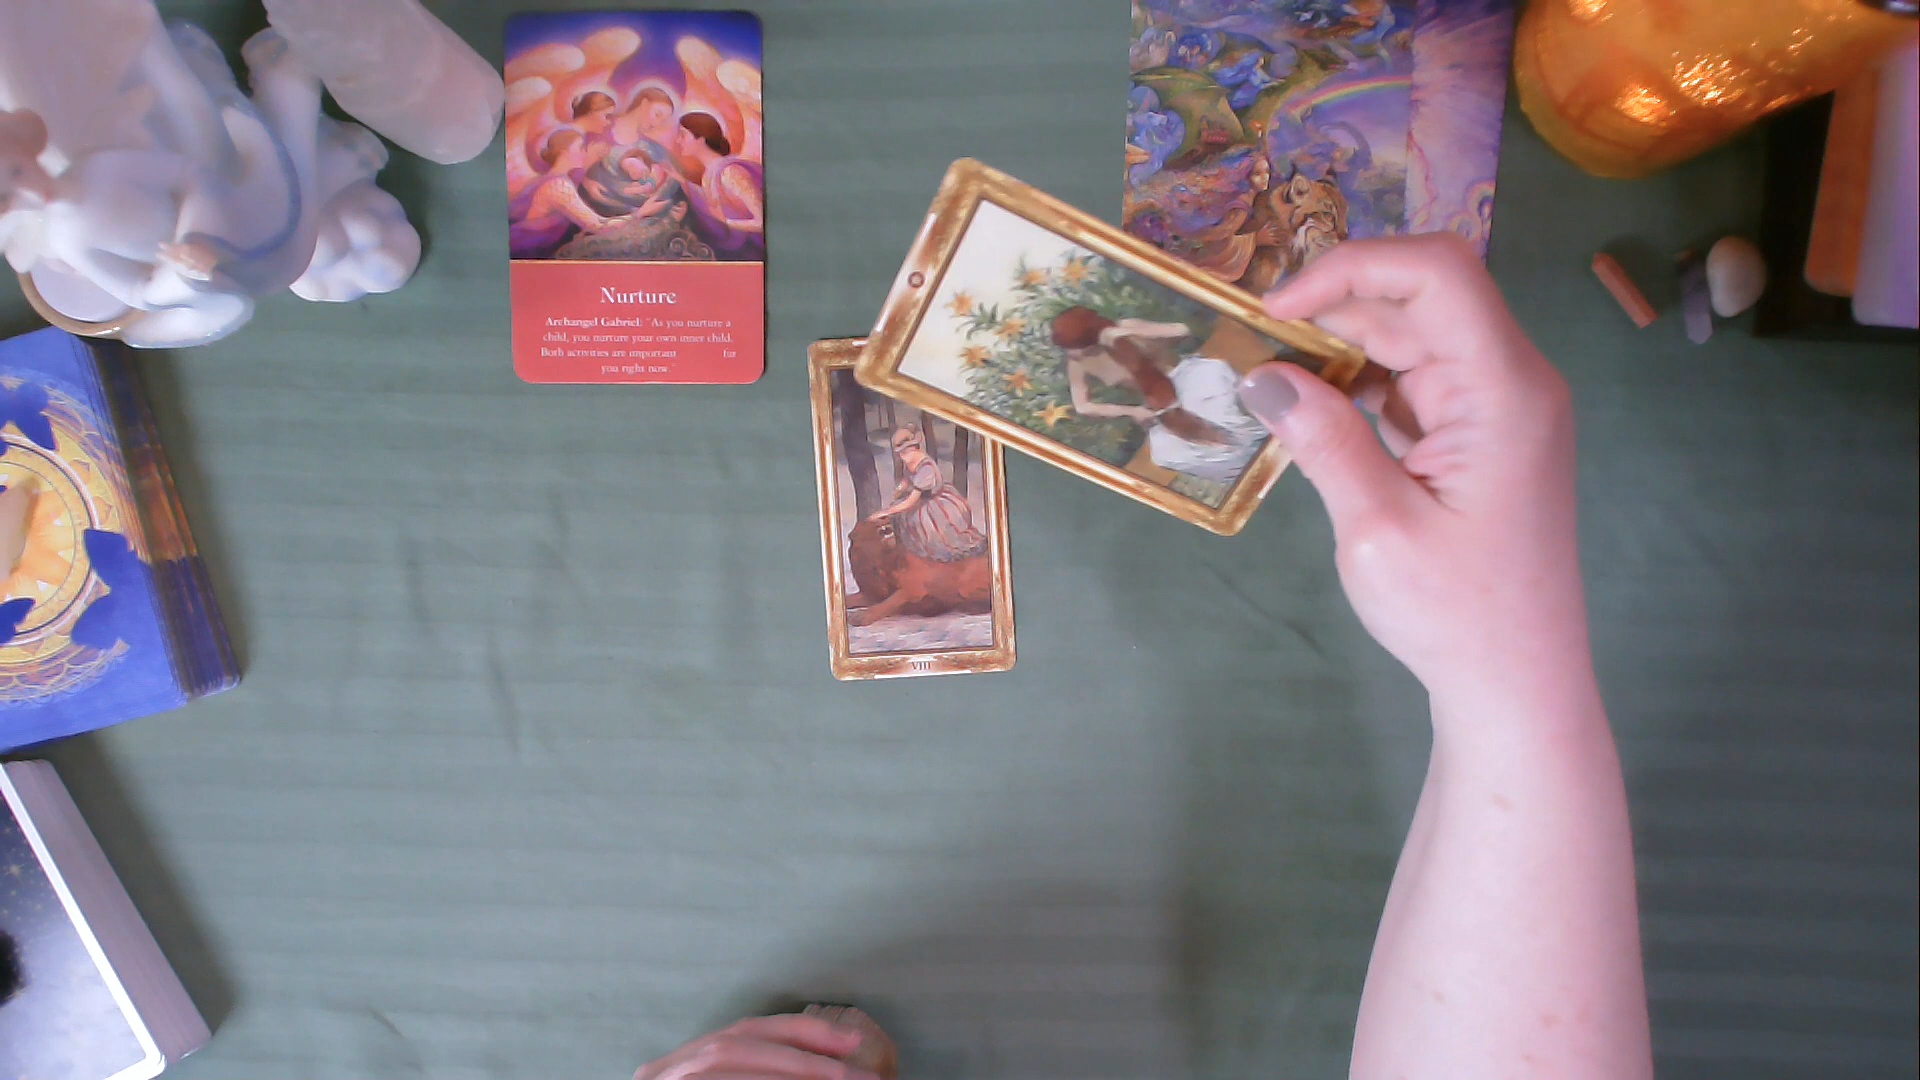 Nurture
Archangel Gabriel: "As you nurture a
child, you nurture your own inner child.
Both activities are important for
you right now."
VIII